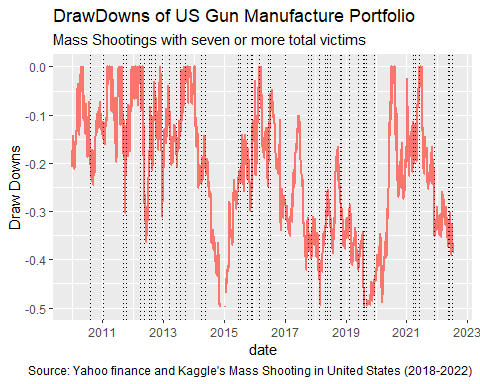 DrawDowns of US Gun Manufacture Portfolio
Mass Shootings with seven or more total victims
0.0
-0.1
-0.2
-0.3
-0.4
-0.5
Draw Downs
2011
2013
2015
2017
2019
2021
2023
date
Source: Yahoo finance and Kaggle's Mass Shooting in United States (2018-2022)